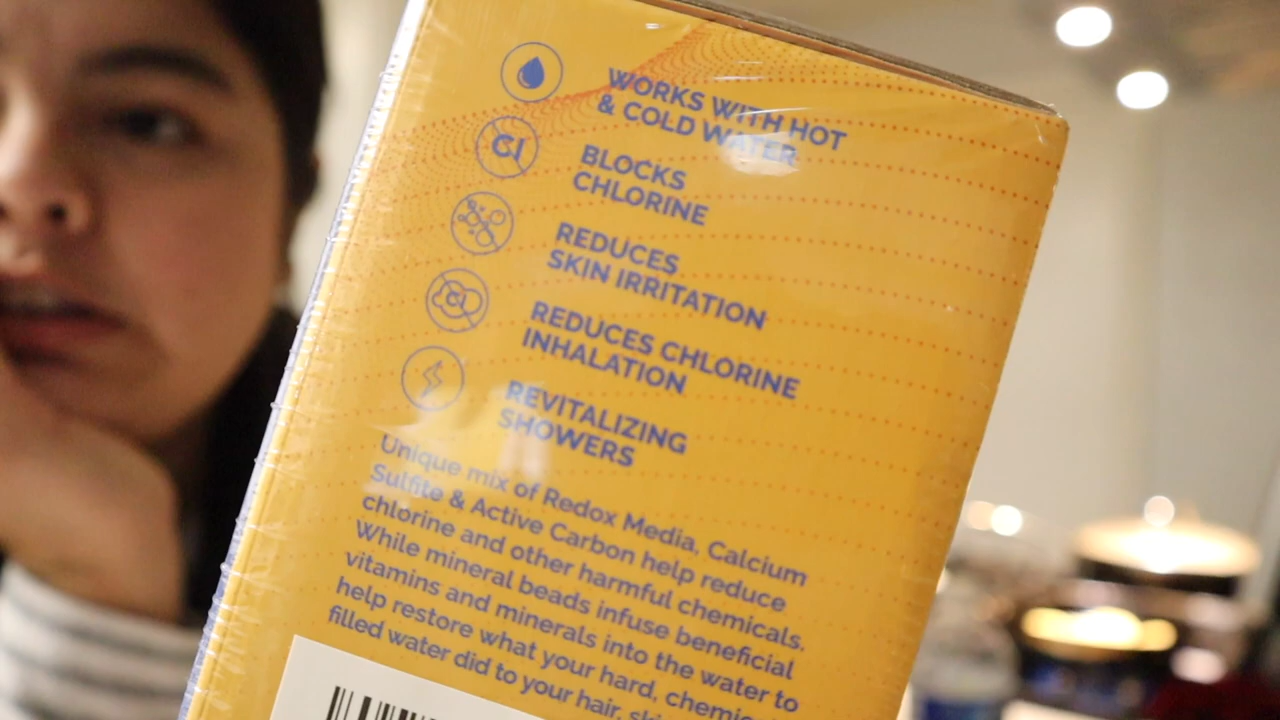 WORKS WITH HOT
& COLD WATER
Cl
BLOCKS
CHLORINE
REDUCES
SKIN IRRITATION
Cl
REDUCES CHLORINE
INHALATION
REVITALIZING
SHOWERS
Unique mix of Redox Media, Calcium
Sulfite & Active Carbon help reduce
chlorine and other harmful chemicals.
While mineral beads infuse beneficial
vitamins and minerals into the water to
help restore what your hard,
filled water did to your hair,